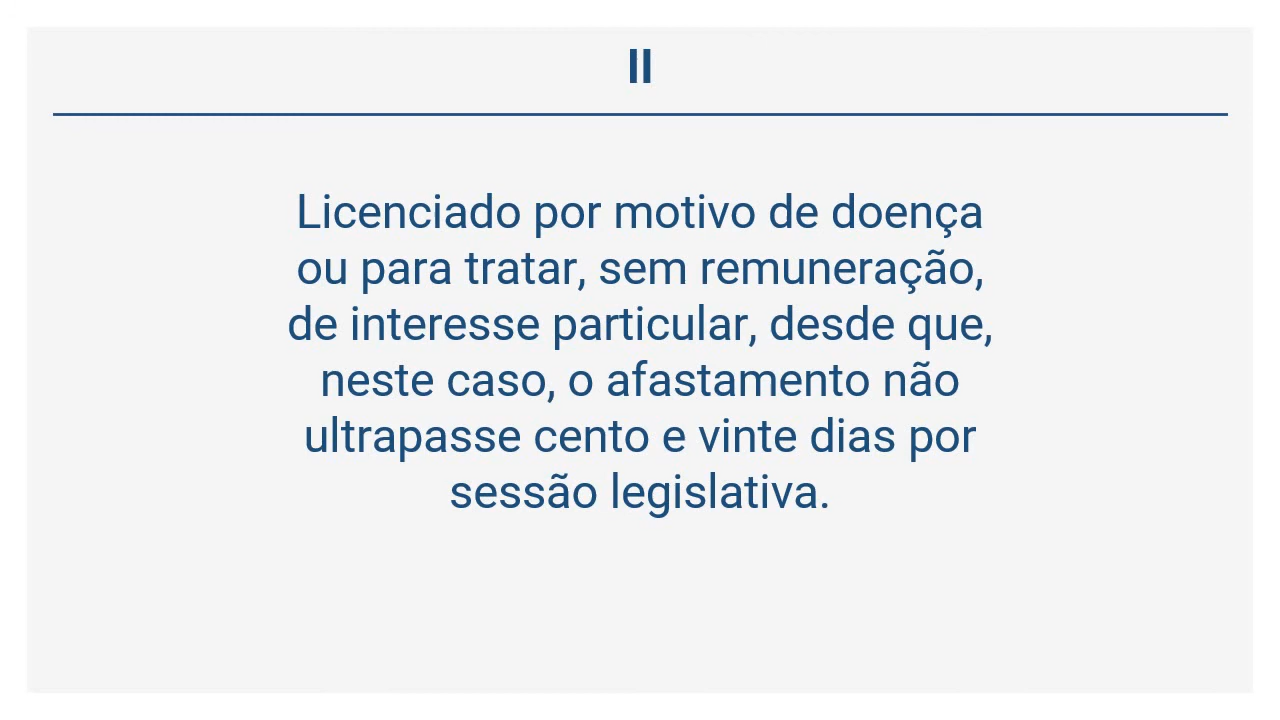 II
Licenciado por motivo de doença
ou para tratar, sem remuneração,
de interesse particular, desde que,
neste caso, o afastamento não
ultrapasse cento e vinte dias por
sessão legislativa.